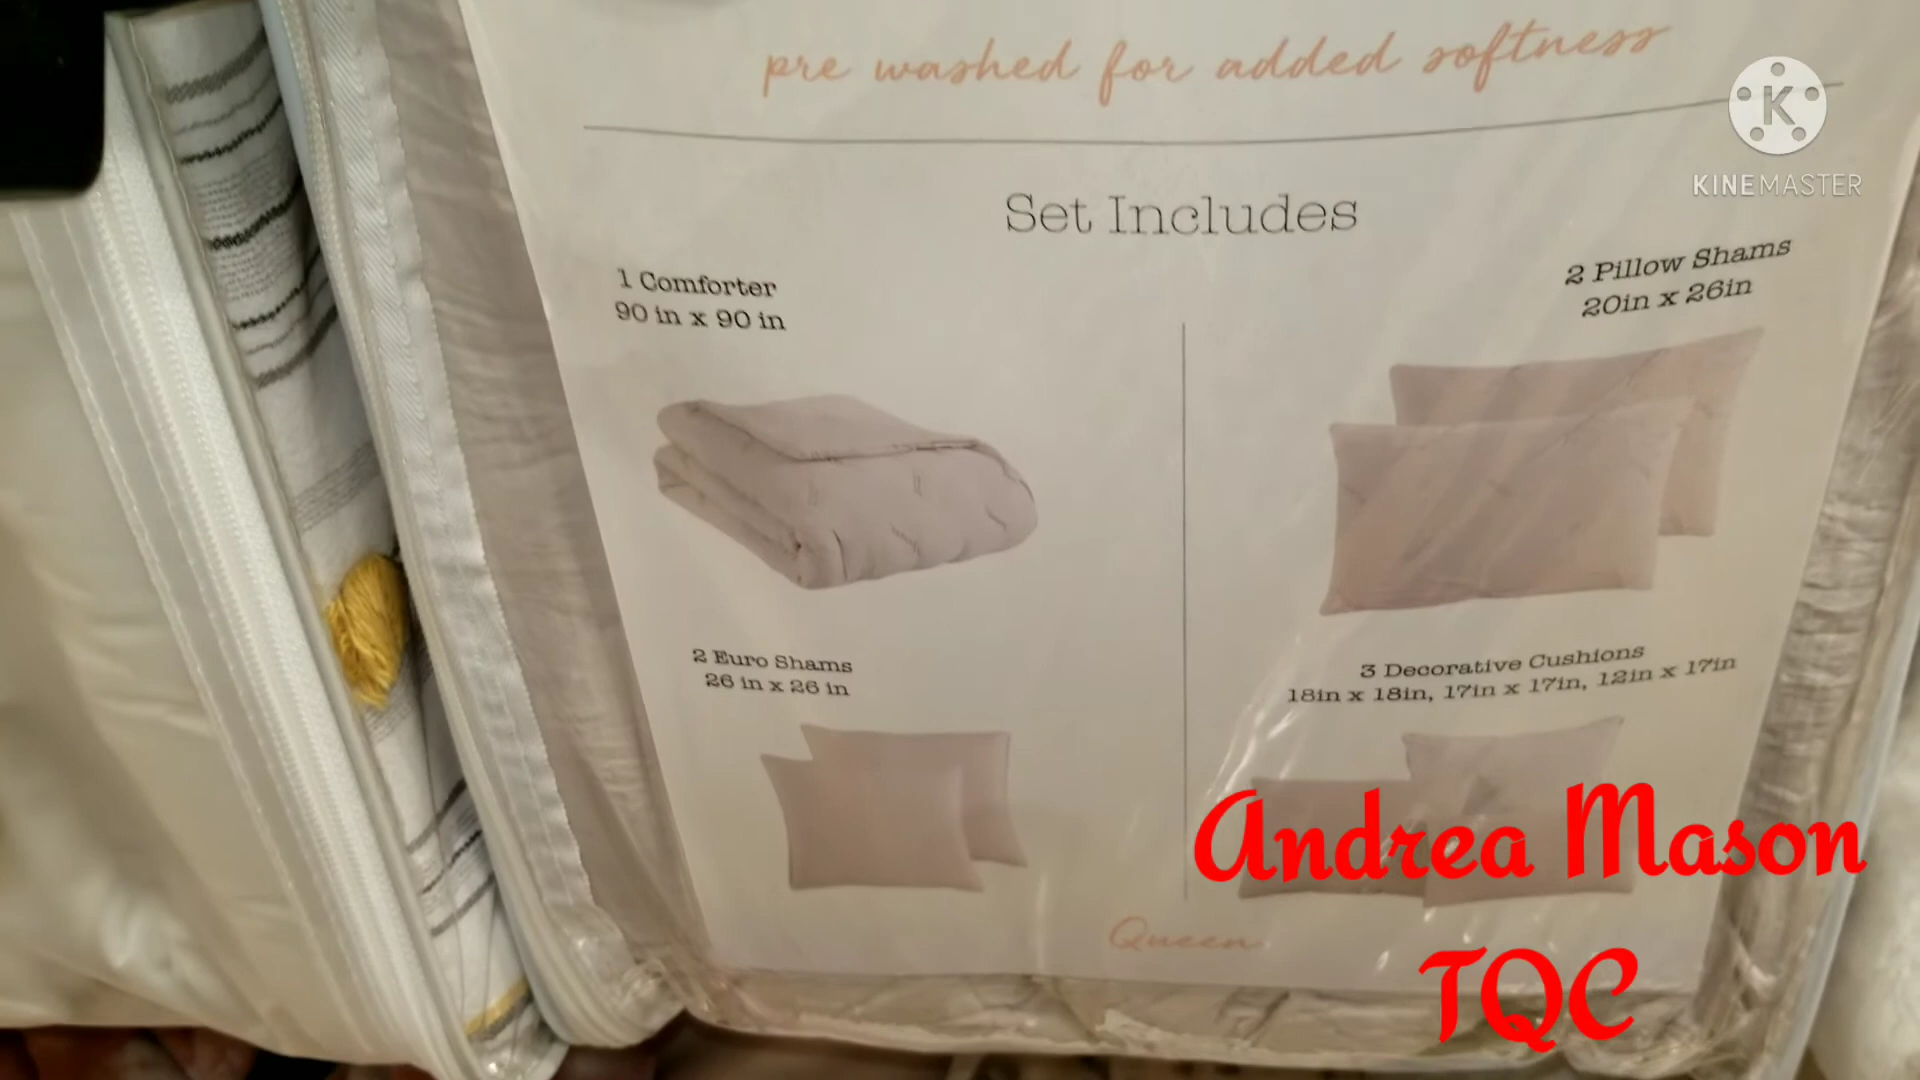 pre washed for added softness
K
KINEMASTER
Set Includes
1 Comforter
90 in x 90 in
2 Pillow Shams
20in x 26in
2 Euro Shams
26 in x 26 in
3 Decorative Cushions
18in x 18in, 17in x 17in, 12in x 17in
Queen
Andrea Mason
TQC